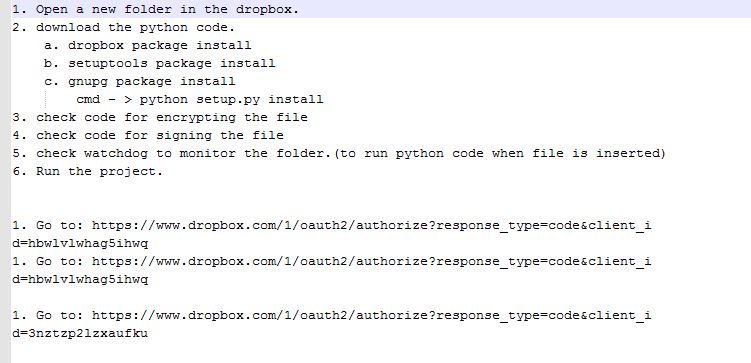 1. Open a new folder in the dropbox.
2. download the python code.
a. dropbox package install
b. setuptools package install
c. gnupg package install
cmd - > python setup.py install
3. check code for encrypting the file
4. check code for signing the file
5. check watchdog to monitor the folder.(to run python code when file is inserted)
6. Run the project.
1. Go to: https://www.dropbox.com/1/oauth2/authorize?response_type=code&client_i
d=hbwlvlwhag5ihwq
1. Go to: https://www.dropbox.com/1/oauth2/authorize?response_type=code&client_i
d=hbwlvlwhag5ihwq
1. Go to: https://www.dropbox.com/1/oauth2/authorize?response_type=code&client_i
d=3nztzp2lzxaufku